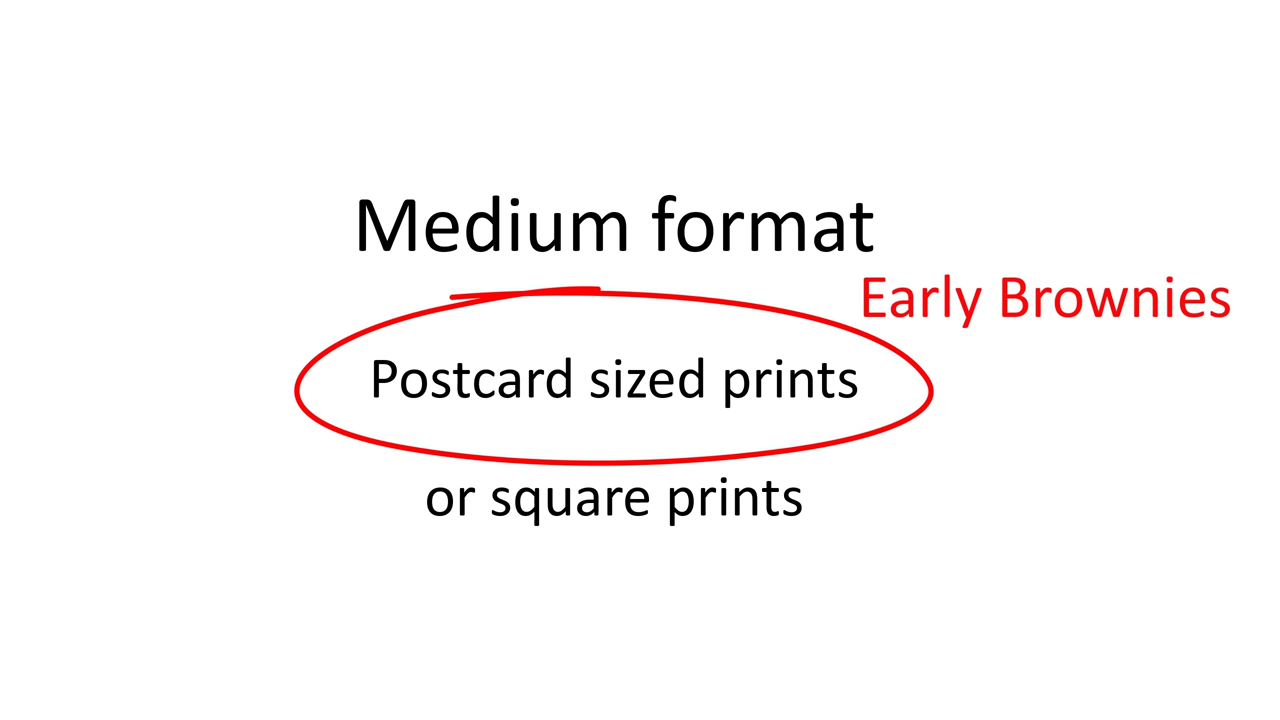 Medium format
Early Brownies
Postcard sized prints
or square prints